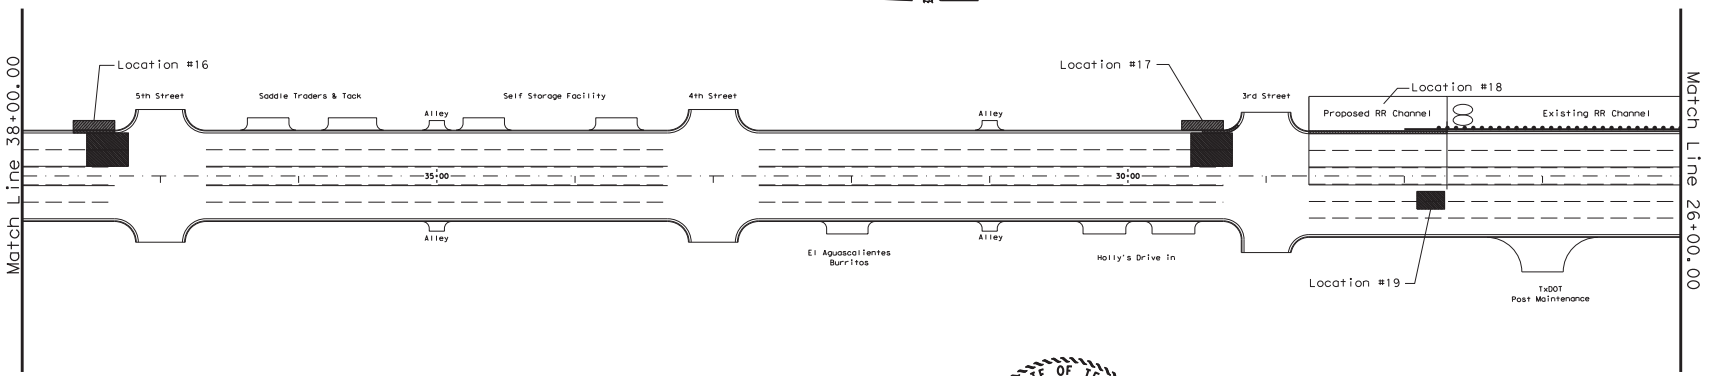 Match Line 38+00.00
Location #16
5th Street
Saddle Traders & Tack
Alley
Self Storage Facility
4th Street
Alley
Location #17
3rd Street
Location #18
Proposed RR Channel
Existing RR Channel
Match Line 26+00.00
35+00
30+00
Alley
El Aguascalientes
Burritos
Alley
Holly's Drive in
Location #19
TxDOT
Post Maintenance